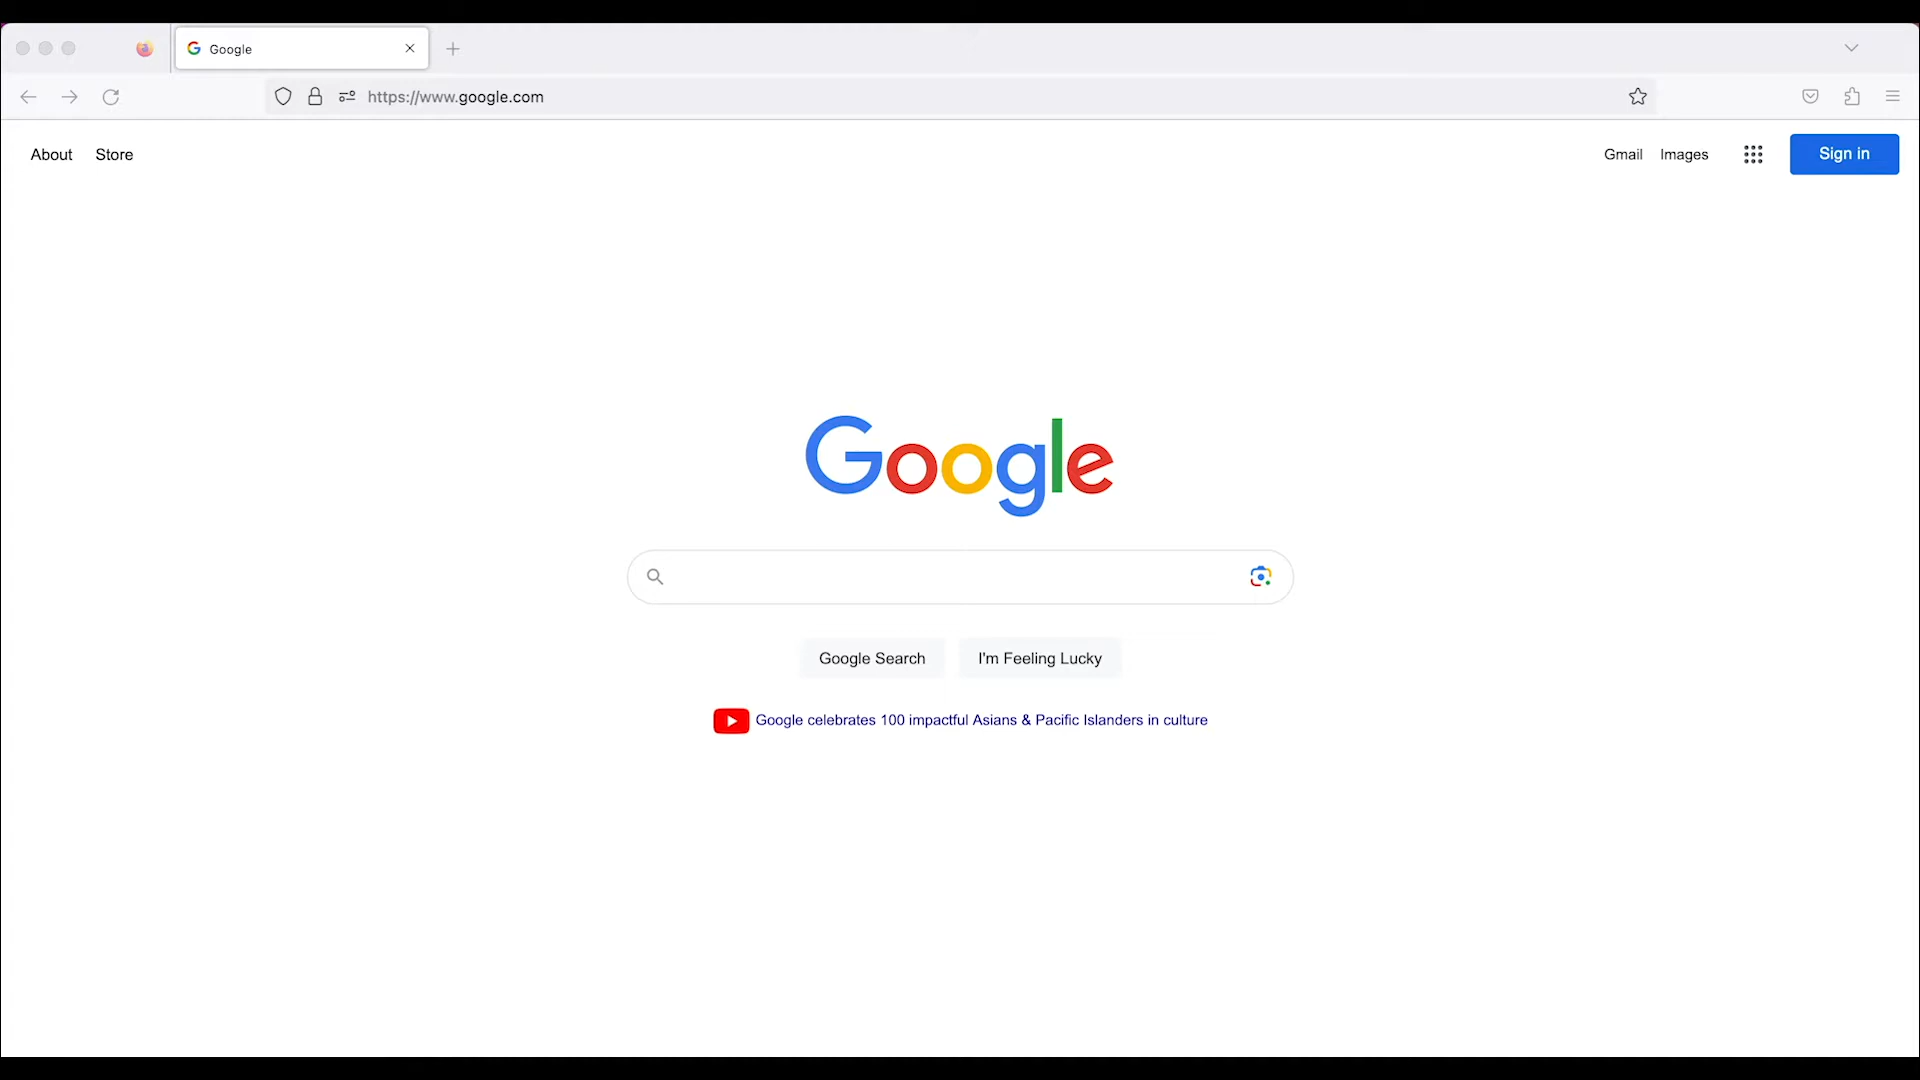 Google
https://www.google.com
About Store
Gmail Images Sign in
Google
Google Search I'm Feeling Lucky
Google celebrates 100 impactful Asians & Pacific Islanders in culture